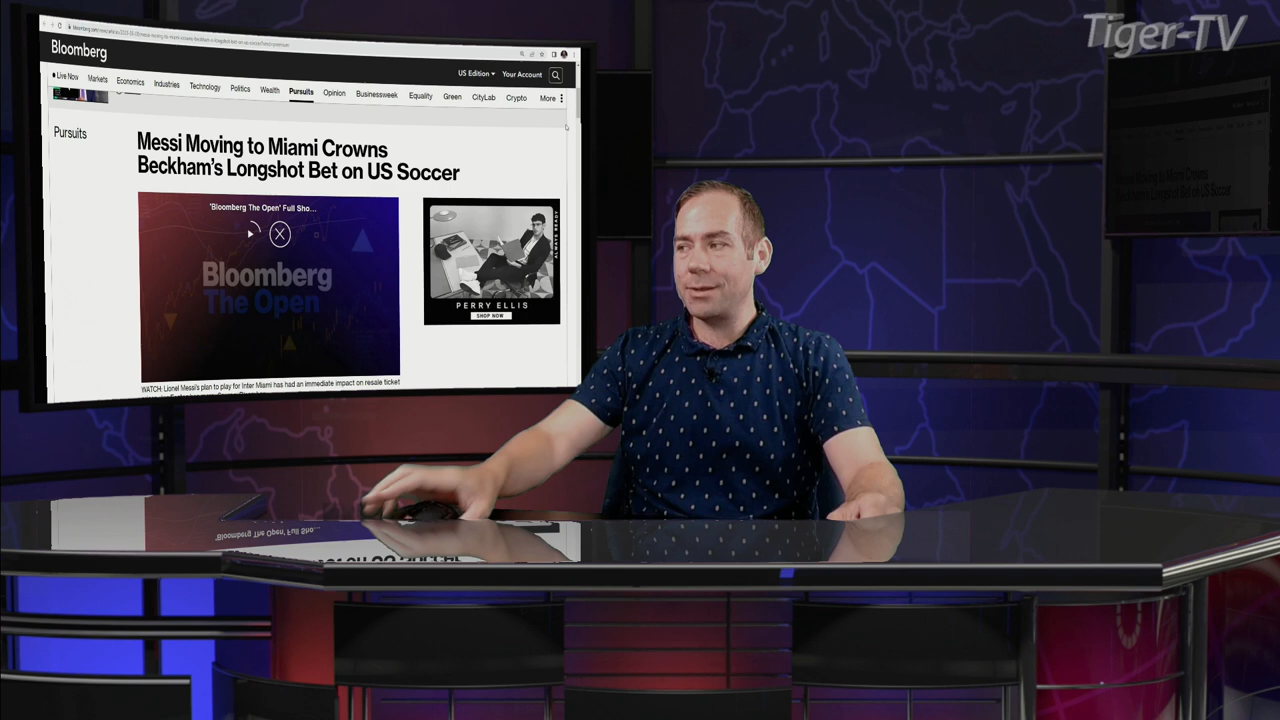 Tiger-TV
Bloomberg
US Edition
Your Account
Live Now
Markets
Economics
Industries
Technology
Politics
Wealth
Pursuits
Opinion
Businessweek
Equality
Green
CityLab
Crypto
More
Pursuits
Messi Moving to Miami Crowns
Beckham's Longshot Bet on US Soccer
'Bloomberg The Open' Full Sho...
Bloomberg
The Open
ALWAYS READY
PERRY ELLIS
SHOP NOW
WATCH: Lionel Messi's plan to play for Inter Miami has had an immediate impact on resale ticket